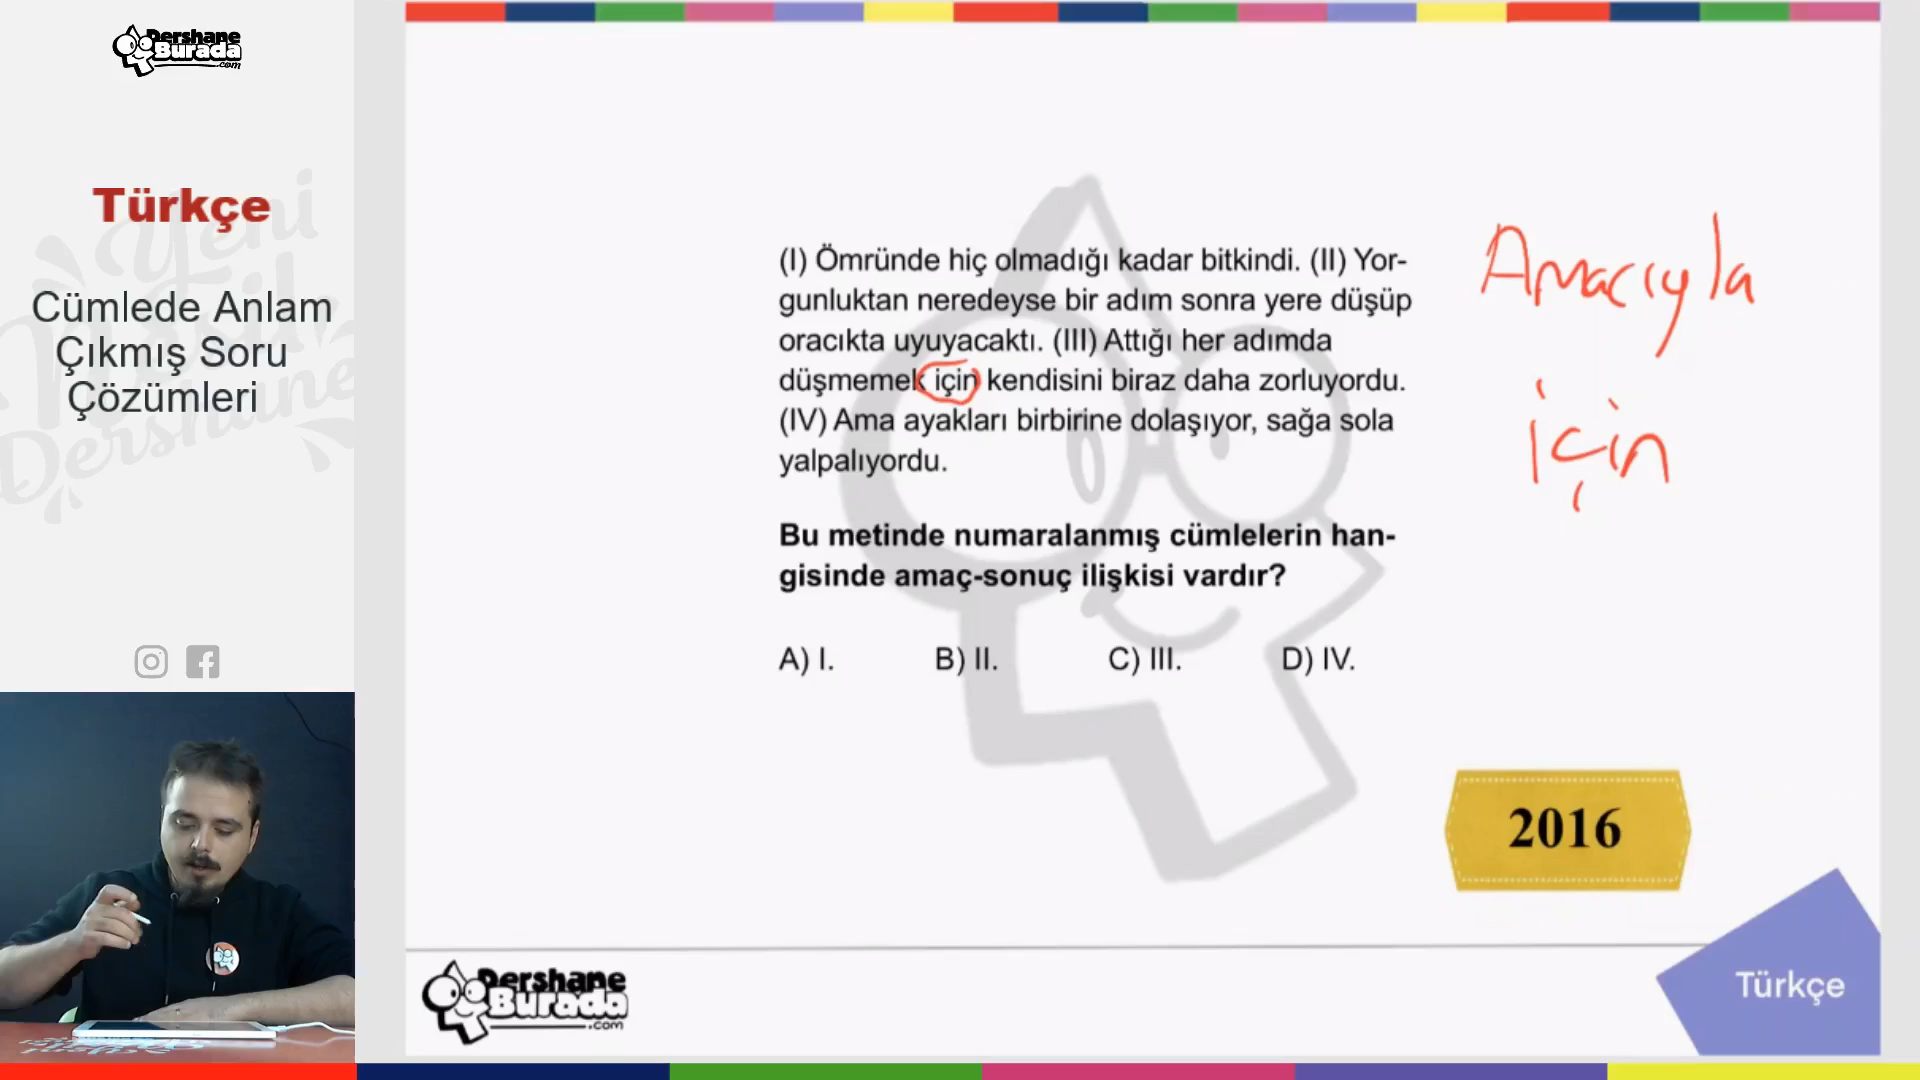 Dershane
Burada
.com
Türkçe
Cümlede Anlam
Çıkmış Soru
Çözümleri
Yeni
Nesil
Dershane
(I) Ömründe hiç olmadığı kadar bitkindi. (II) Yor-
gunluktan neredeyse bir adım sonra yere düşüp
oracıkta uyuyacaktı. (III) Attığı her adımda
düşmemek için kendisini biraz daha zorluyordu.
(IV) Ama ayakları birbirine dolaşıyor, sağa sola
yalpalıyordu.
Bu metinde numaralanmış cümlelerin han-
gisinde amaç-sonuç ilişkisi vardır?
A) I. B) II. C) III. D) IV.
Amacıyla
için
2016
Dershane
Burada
.com
Türkçe